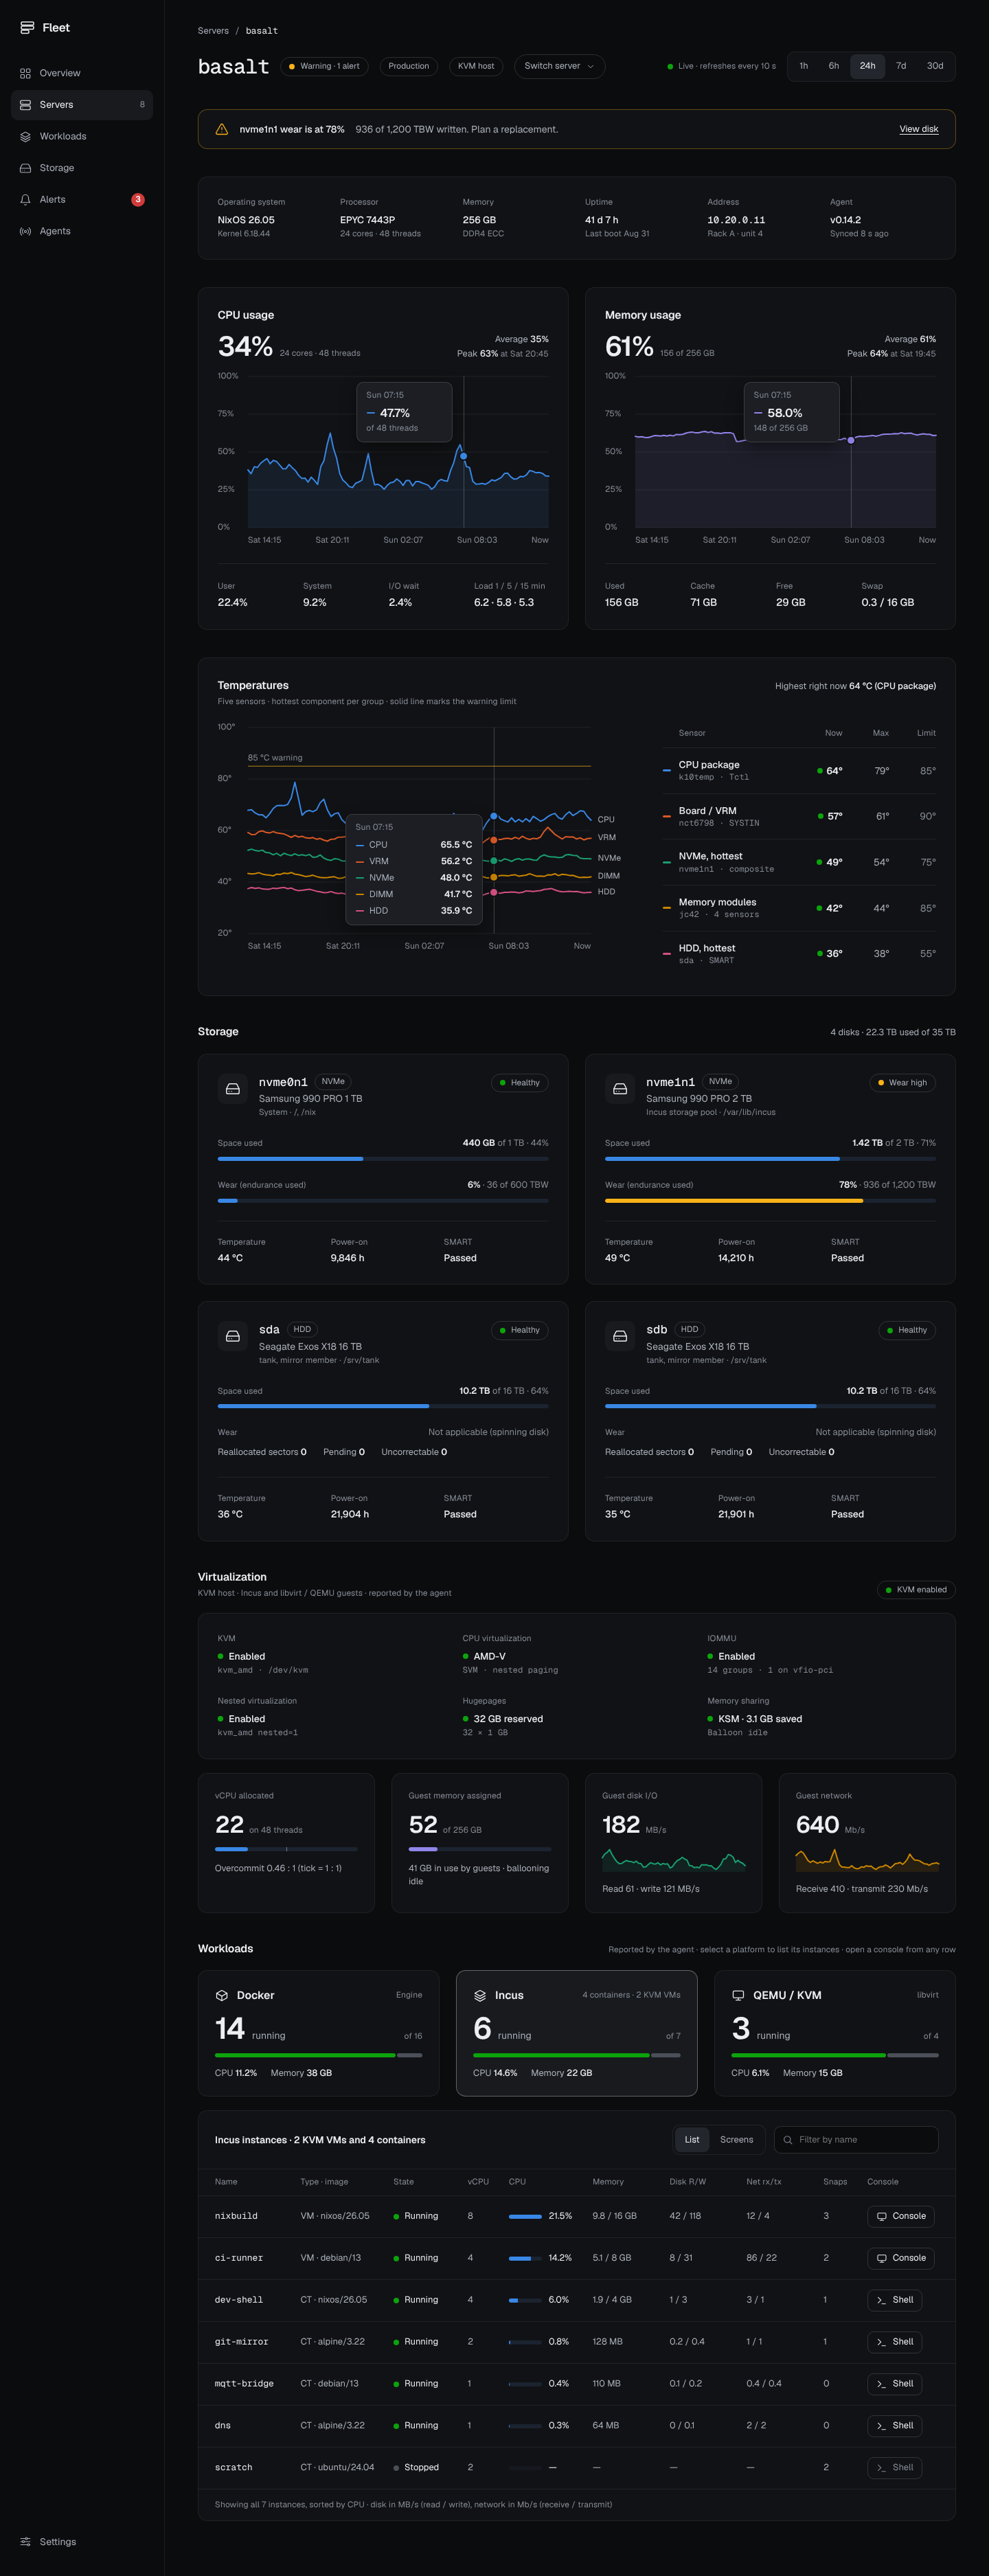 Fleet
Overview
Servers 8
Workloads
Storage
Alerts 3
Agents
Settings
Servers / basalt
basalt Warning · 1 alert Production KVM host Switch server Live · refreshes every 10 s 1h 6h 24h 7d 30d
nvme1n1 wear is at 78% 936 of 1,200 TBW written. Plan a replacement. View disk
Operating system Processor Memory Uptime Address Agent
NixOS 26.05 EPYC 7443P 256 GB 41 d 7 h 10.20.0.11 v0.14.2
Kernel 6.18.44 24 cores · 48 threads DDR4 ECC Last boot Aug 31 Rack A · unit 4 Synced 8 s ago
CPU usage
34% 24 cores · 48 threads
Average 35%
Peak 63% at Sat 20:45
100%
75%
50%
25%
0%
Sun 07:15
47.7%
of 48 threads
Sat 14:15 Sat 20:11 Sun 02:07 Sun 08:03 Now
User System I/O wait Load 1 / 5 / 15 min
22.4% 9.2% 2.4% 6.2 · 5.8 · 5.3
Memory usage
61% 156 of 256 GB
Average 61%
Peak 64% at Sat 19:45
100%
75%
50%
25%
0%
Sun 07:15
58.0%
148 of 256 GB
Sat 14:15 Sat 20:11 Sun 02:07 Sun 08:03 Now
Used Cache Free Swap
156 GB 71 GB 29 GB 0.3 / 16 GB
Temperatures
Five sensors · hottest component per group · solid line marks the warning limit
Highest right now 64 °C (CPU package)
100°
80°
60°
40°
20°
85 °C warning
Sun 07:15
CPU 65.5 °C
VRM 56.2 °C
NVMe 48.0 °C
DIMM 41.7 °C
HDD 35.9 °C
CPU
VRM
NVMe
DIMM
HDD
Sat 14:15 Sat 20:11 Sun 02:07 Sun 08:03 Now
Sensor Now Max Limit
CPU package 64° 79° 85°
k10temp · Tctl
Board / VRM 57° 61° 90°
nct6798 · SYSTIN
NVMe, hottest 49° 54° 75°
nvme1n1 · composite
Memory modules 42° 44° 85°
jc42 · 4 sensors
HDD, hottest 36° 38° 55°
sda · SMART
Storage 4 disks · 22.3 TB used of 35 TB
nvme0n1 NVMe Healthy
Samsung 990 PRO 1 TB
System · /, /nix
Space used 440 GB of 1 TB · 44%
Wear (endurance used) 6% · 36 of 600 TBW
Temperature Power-on SMART
44 °C 9,846 h Passed
nvme1n1 NVMe Wear high
Samsung 990 PRO 2 TB
Incus storage pool · /var/lib/incus
Space used 1.42 TB of 2 TB · 71%
Wear (endurance used) 78% · 936 of 1,200 TBW
Temperature Power-on SMART
49 °C 14,210 h Passed
sda HDD Healthy
Seagate Exos X18 16 TB
tank, mirror member · /srv/tank
Space used 10.2 TB of 16 TB · 64%
Wear Not applicable (spinning disk)
Reallocated sectors 0 Pending 0 Uncorrectable 0
Temperature Power-on SMART
36 °C 21,904 h Passed
sdb HDD Healthy
Seagate Exos X18 16 TB
tank, mirror member · /srv/tank
Space used 10.2 TB of 16 TB · 64%
Wear Not applicable (spinning disk)
Reallocated sectors 0 Pending 0 Uncorrectable 0
Temperature Power-on SMART
35 °C 21,901 h Passed
Virtualization
KVM host · Incus and libvirt / QEMU guests · reported by the agent KVM enabled
KVM CPU virtualization IOMMU
Enabled AMD-V Enabled
kvm_amd · /dev/kvm SVM · nested paging 14 groups · 1 on vfio-pci
Nested virtualization Hugepages Memory sharing
Enabled 32 GB reserved KSM · 3.1 GB saved
kvm_amd nested=1 32 × 1 GB Balloon idle
vCPU allocated
22 on 48 threads
Overcommit 0.46 : 1 (tick = 1 : 1)
Guest memory assigned
52 of 256 GB
41 GB in use by guests · ballooning
idle
Guest disk I/O
182 MB/s
Read 61 · write 121 MB/s
Guest network
640 Mb/s
Receive 410 · transmit 230 Mb/s
Workloads Reported by the agent · select a platform to list its instances · open a console from any row
Docker Engine
14 running of 16
CPU 11.2% Memory 38 GB
Incus 4 containers · 2 KVM VMs
6 running of 7
CPU 14.6% Memory 22 GB
QEMU / KVM libvirt
3 running of 4
CPU 6.1% Memory 15 GB
Incus instances · 2 KVM VMs and 4 containers List Screens Filter by name
Name Type · image State vCPU CPU Memory Disk R/W Net rx/tx Snaps Console
nixbuild VM · nixos/26.05 Running 8 21.5% 9.8 / 16 GB 42 / 118 12 / 4 3 Console
ci-runner VM · debian/13 Running 4 14.2% 5.1 / 8 GB 8 / 31 86 / 22 2 Console
dev-shell CT · nixos/26.05 Running 4 6.0% 1.9 / 4 GB 1 / 3 3 / 1 1 Shell
git-mirror CT · alpine/3.22 Running 2 0.8% 128 MB 0.2 / 0.4 1 / 1 1 Shell
mqtt-bridge CT · debian/13 Running 1 0.4% 110 MB 0.1 / 0.2 0.4 / 0.4 0 Shell
dns CT · alpine/3.22 Running 1 0.3% 64 MB 0 / 0.1 2 / 2 0 Shell
scratch CT · ubuntu/24.04 Stopped 2 — — — — 2 Shell
Showing all 7 instances, sorted by CPU · disk in MB/s (read / write), network in Mb/s (receive / transmit)